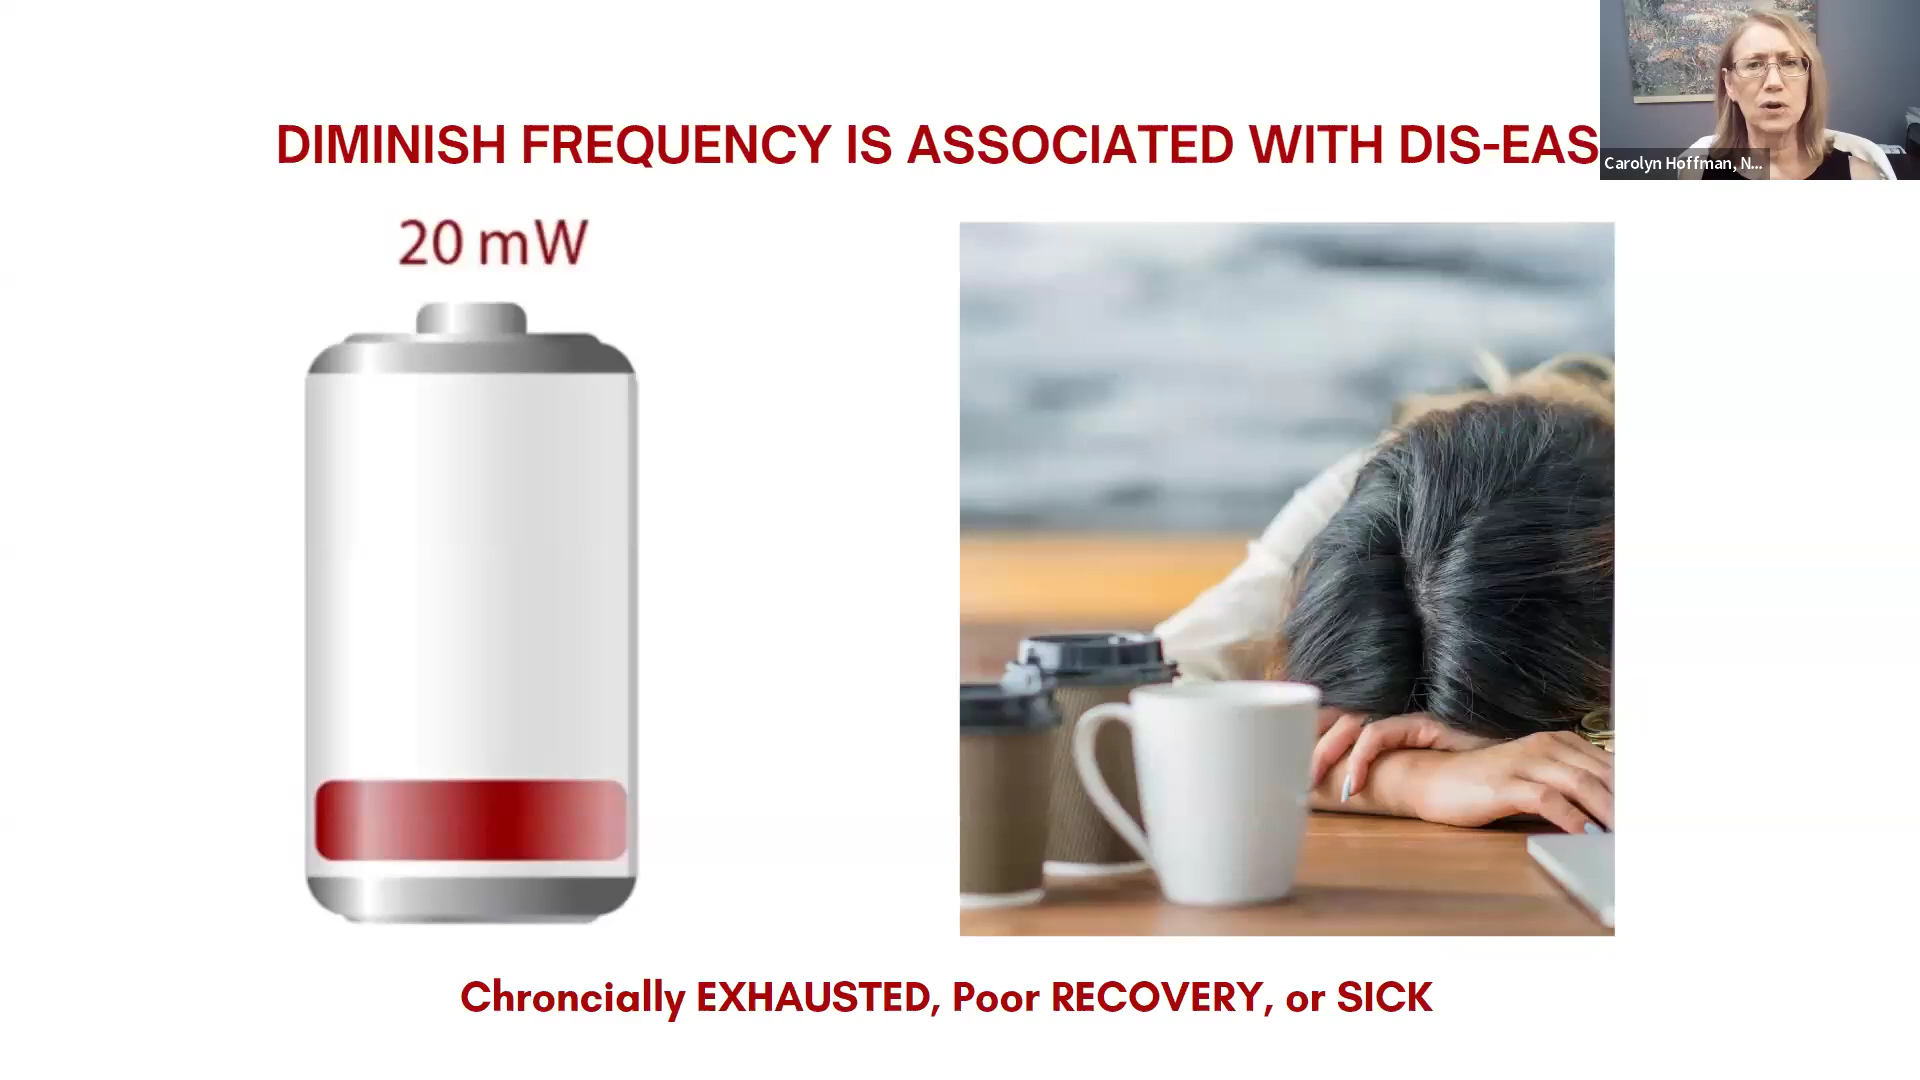 DIMINISH FREQUENCY IS ASSOCIATED WITH DIS-EAS
Carolyn Hoffman, N...
20 mW
Chroncially EXHAUSTED, Poor RECOVERY, or SICK